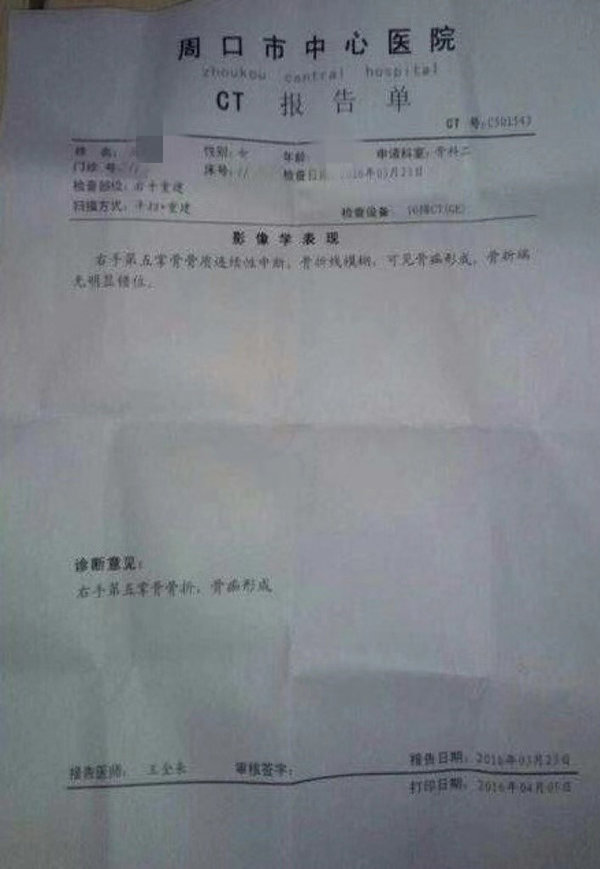 周口市中心医院
zhoukou central hospital
CT 报告单
CT 号:C501543
姓名: 性别:女 年龄: 申请科室:骨科二
门诊号: 床号: // 检查日期 2016年03月23日
检查部位:右手重建
扫描方式:平扫+重建 检查设备 16排CT(GE)
影像学表现
右手第五掌骨骨质连续性中断,骨折线模糊,可见骨痂形成,骨折端
无明显错位。
诊断意见:
右手第五掌骨骨折,骨痂形成
报告医师: 王全来 审核签字: 报告日期:2016年03月23日
打印日期:2016年04月05日